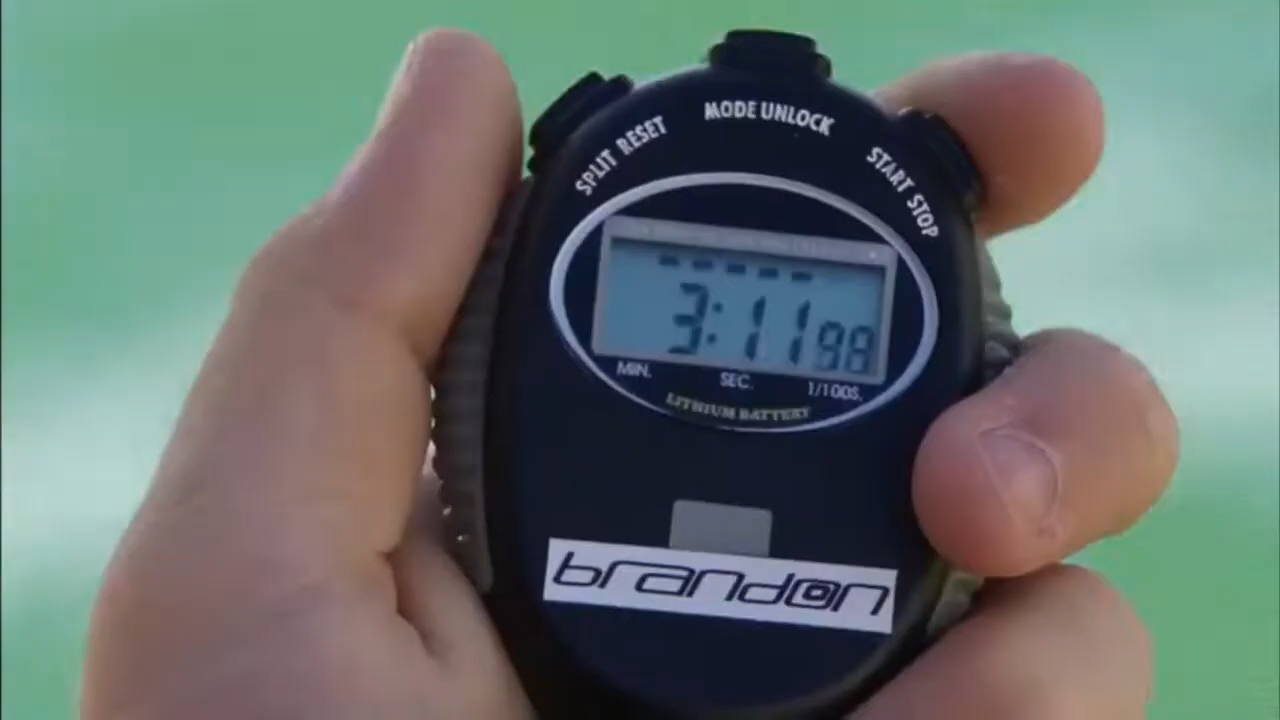 SPLIT RESET
MODE UNLOCK
START STOP
3:11 98
MIN. SEC. 1/100S.
LITHIUM BATTERY
brandon